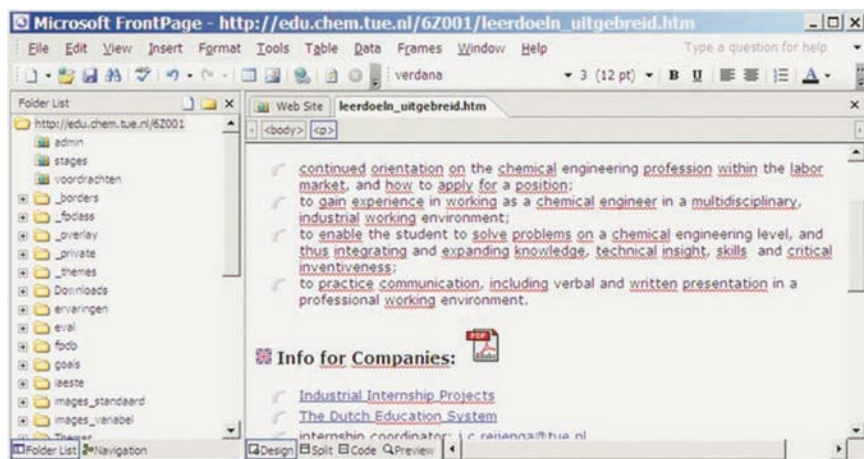 Microsoft FrontPage - http://edu.chem.tue.nl/6Z001/leerdoeln_uitgebreid.htm
File Edit View Insert Format Tools Table Data Frames Window Help Type a question for help
verdana 3 (12 pt) B U A
Folder List
Web Site leerdoeln_uitgebreid.htm
<body> <p>
http://edu.chem.tue.nl/6Z001
admin
stages
voordrachten
_borders
_fpclass
_overlay
_private
_themes
Downloads
ervaringen
eval
fpdb
goals
iaeste
images_standaard
images_variabel
Themes
Folder List Navigation
continued orientation on the chemical engineering profession within the labor
market, and how to apply for a position;
to gain experience in working as a chemical engineer in a multidisciplinary,
industrial working environment;
to enable the student to solve problems on a chemical engineering level, and
thus integrating and expanding knowledge, technical insight, skills and critical
inventiveness;
to practice communication, including verbal and written presentation in a
professional working environment.
PDF
Adobe
Info for Companies:
Industrial Internship Projects
The Dutch Education System
internship coordinator: j.c.reijenga@tue.nl
Design Split Code Preview